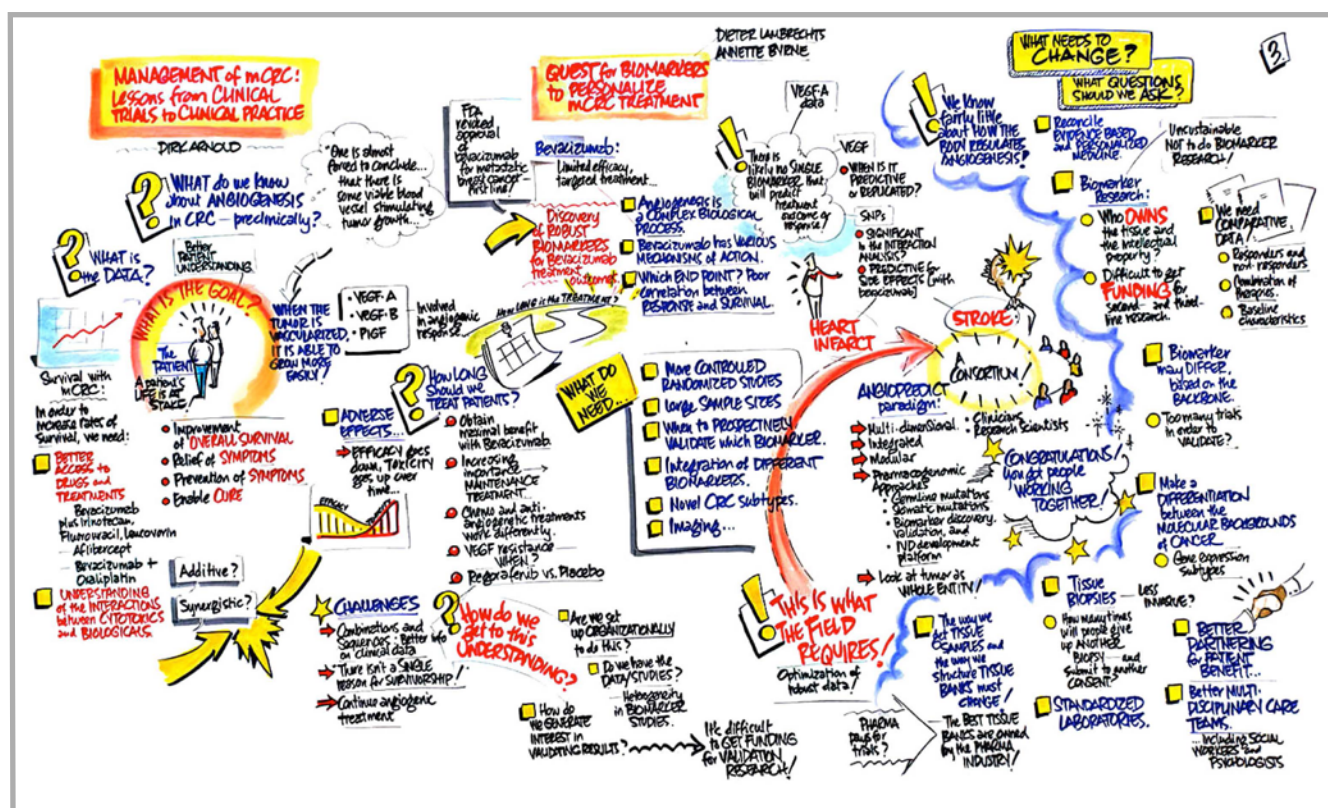 MANAGEMENT of mCRC:
Lessons from CLINICAL
TRIALS to CLINICAL PRACTICE
DIRK ARNOLD
WHAT do we KNOW
about ANGIOGENESIS
in CRC — preclinically?
"One is almost
forced to conclude...
that there is
some viable blood
vessel stimulating
tumor growth...
WHAT is
the DATA?
Better
PATIENT UNDERSTANDING
WHAT IS THE GOAL?
The
PATIENT
A patient's
LIFE IS AT
STAKE
WHEN THE
TUMOR IS
VASCULARIZED,
IT IS ABLE TO
GROW MORE
EASILY!
• VEGF-A
• VEGF-B
• PlGF
Involved
in angiogenic
response
Survival with
mCRC:
In order to
increase rates of
survival, we need:
BETTER
ACCESS to
DRUGS and
TREATMENTS
Bevacizumab
plus Irinotecan,
Fluorouracil, Leucovorin
— Aflibercept
— Bevacizumab +
Oxaliplatin
UNDERSTANDING
of the INTERACTIONS
between CYTOTOXICS
and BIOLOGICALS.
• Improvement
of OVERALL SURVIVAL
• Relief of SYMPTOMS
• Prevention of SYMPTOMS
• Enable CURE
Additive?
Synergistic?
ADVERSE
EFFECTS...
EFFICACY goes
down, TOXICITY
goes up over
time...
EFFICACY
CHALLENGES
Combinations and
Sequences: Better info
on clinical data
There isn't a SINGLE
reason for SURVIVORSHIP!
Continue angiogenic
treatment
How LONG
Should we
TREAT PATIENTS?
Obtain
maximal benefit
with Bevacizumab.
Increasing
importance —
MAINTENANCE
TREATMENT...
Chemo and anti-
angiogenetic treatments
work differently.
VEGF resistance
WHEN?
Regorafenib vs. Placebo
How do we
get to this
UNDERSTANDING?
Are we set
up ORGANIZATIONALLY
to do this?
Do we have the
DATA/STUDIES?
— Heterogeneity
in BIOMARKER
STUDIES.
How do
we GENERATE
INTEREST in
VALIDATING RESULTS?
It's difficult
to GET FUNDING
for VALIDATION
RESEARCH!
QUEST for BIOMARKERS
to PERSONALIZE
mCRC TREATMENT
DIETER LAMBRECHTS
ANNETTE BYRNE
FDA
revoked
approval
of
bevacizumab
for metastatic
breast cancer —
first line!
Bevacizumab:
Limited efficacy,
targeted treatment...
Discovery
of ROBUST
BIOMARKERS
for Bevacizumab
treatment
outcomes.
Angiogenesis is
a COMPLEX BIOLOGICAL
PROCESS.
Bevacizumab has VARIOUS
MECHANISMS of ACTION.
Which END POINT? Poor
correlation between
RESPONSE and SURVIVAL.
How LONG is the TREATMENT?
There is
likely no SINGLE
BIOMARKER that
will predict
treatment
outcome or
response!
VEGF-A
data
VEGF
• WHEN IS IT
PREDICTIVE
or REPLICATED?
SNPs
• SIGNIFICANT
in the INTERACTION
ANALYSIS?
• PREDICTIVE for
SIDE EFFECTS [with
bevacizumab]
HEART
INFARCT
STROKE:
WHAT DO
WE
NEED...
More CONTROLLED
RANDOMIZED STUDIES
Large SAMPLE SIZES
When to PROSPECTIVELY
VALIDATE which BIOMARKER.
Integration of DIFFERENT
BIOMARKERS.
Novel CRC Subtypes.
Imaging...
ANGIOPREDICT
paradigm:
Multi-dimensional
Integrated
Modular
Pharmacogenomic
Approaches
• Germline mutations
• Somatic mutations
• Biomarker discovery,
validation, and
• IVD development
platform
Look at tumor as
WHOLE ENTITY!
A
CONSORTIUM!
• Clinicians
• Research Scientists
CONGRATULATIONS!
You got people
WORKING
TOGETHER!
THIS IS WHAT
THE FIELD
REQUIRES!
Optimization of
robust data!
PHARMA
pays for
trials?
The way we
get TISSUE
SAMPLES and
the way we
structure TISSUE
BANKS must
CHANGE!
— The BEST TISSUE
BANKS are owned
by the PHARMA
INDUSTRY!
WHAT NEEDS TO
CHANGE?
WHAT QUESTIONS
SHOULD WE ASK?
3.
We Know
fairly little
about HOW THE
BODY REGULATES
ANGIOGENESIS!
Reconcile
EVIDENCE BASED
and PERSONALIZED
MEDICINE.
Unsustainable
NOT to do BIOMARKER
RESEARCH!
Biomarker
Research:
Who OWNS
the tissue and
the intellectual
property?
Difficult to get
FUNDING for
second- and third-
line research.
We need
COMPARATIVE
DATA
Responders and
non-responders
Combination of
therapies.
Baseline
characteristics
Biomarker
may DIFFER,
based on the
BACKBONE.
Too many trials
in order to
VALIDATE?
Make a
DIFFERENTIATION
between the
MOLECULAR BACKGROUNDS
of CANCER
Gene expression
subtypes
Tissue
BIOPSIES —
Less
INVASIVE?
How many times
will people give
up ANOTHER
BIOPSY — and
submit to another
CONSENT?
STANDARDIZED
LABORATORIES.
BETTER
PARTNERING
for PATIENT
BENEFIT...
Better MULTI-
DISCIPLINARY CARE
TEAMS.
...Including SOCIAL
WORKERS and
PSYCHOLOGISTS